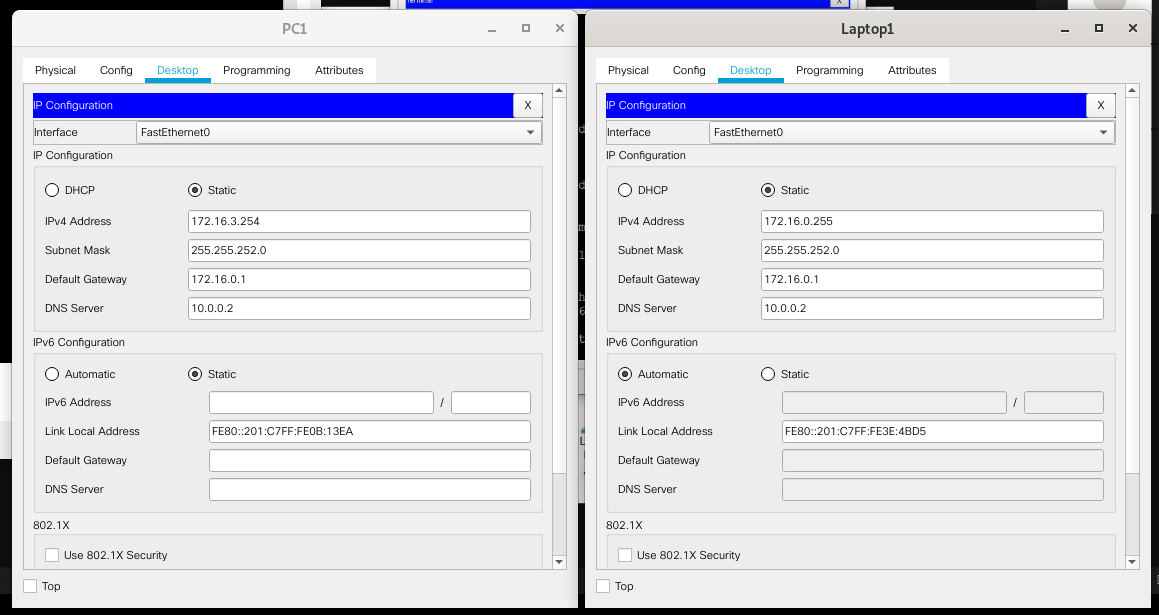 Terminal X
PC1
Physical Config Desktop Programming Attributes
IP Configuration X
Interface FastEthernet0
IP Configuration
DHCP Static
IPv4 Address 172.16.3.254
Subnet Mask 255.255.252.0
Default Gateway 172.16.0.1
DNS Server 10.0.0.2
IPv6 Configuration
Automatic Static
IPv6 Address /
Link Local Address FE80::201:C7FF:FE0B:13EA
Default Gateway
DNS Server
802.1X
Use 802.1X Security
Top
Laptop1
Physical Config Desktop Programming Attributes
IP Configuration X
Interface FastEthernet0
IP Configuration
DHCP Static
IPv4 Address 172.16.0.255
Subnet Mask 255.255.252.0
Default Gateway 172.16.0.1
DNS Server 10.0.0.2
IPv6 Configuration
Automatic Static
IPv6 Address /
Link Local Address FE80::201:C7FF:FE3E:4BD5
Default Gateway
DNS Server
802.1X
Use 802.1X Security
Top